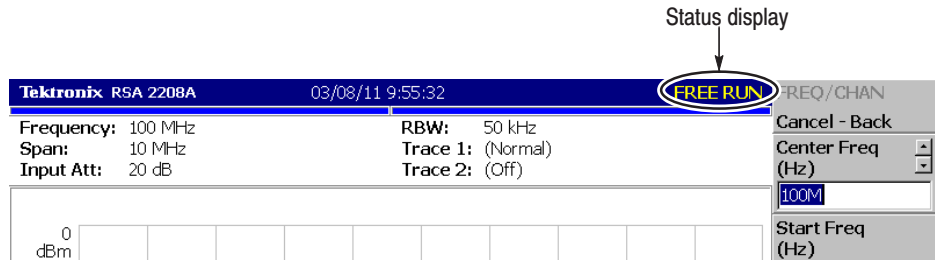 Status display
Tektronix RSA 2208A 03/08/11 9:55:32 FREE RUN FREQ/CHAN
Cancel - Back
Frequency: 100 MHz RBW: 50 kHz
Span: 10 MHz Trace 1: (Normal)
Input Att: 20 dB Trace 2: (Off)
Center Freq
(Hz)
100M
Start Freq
(Hz)
0
dBm